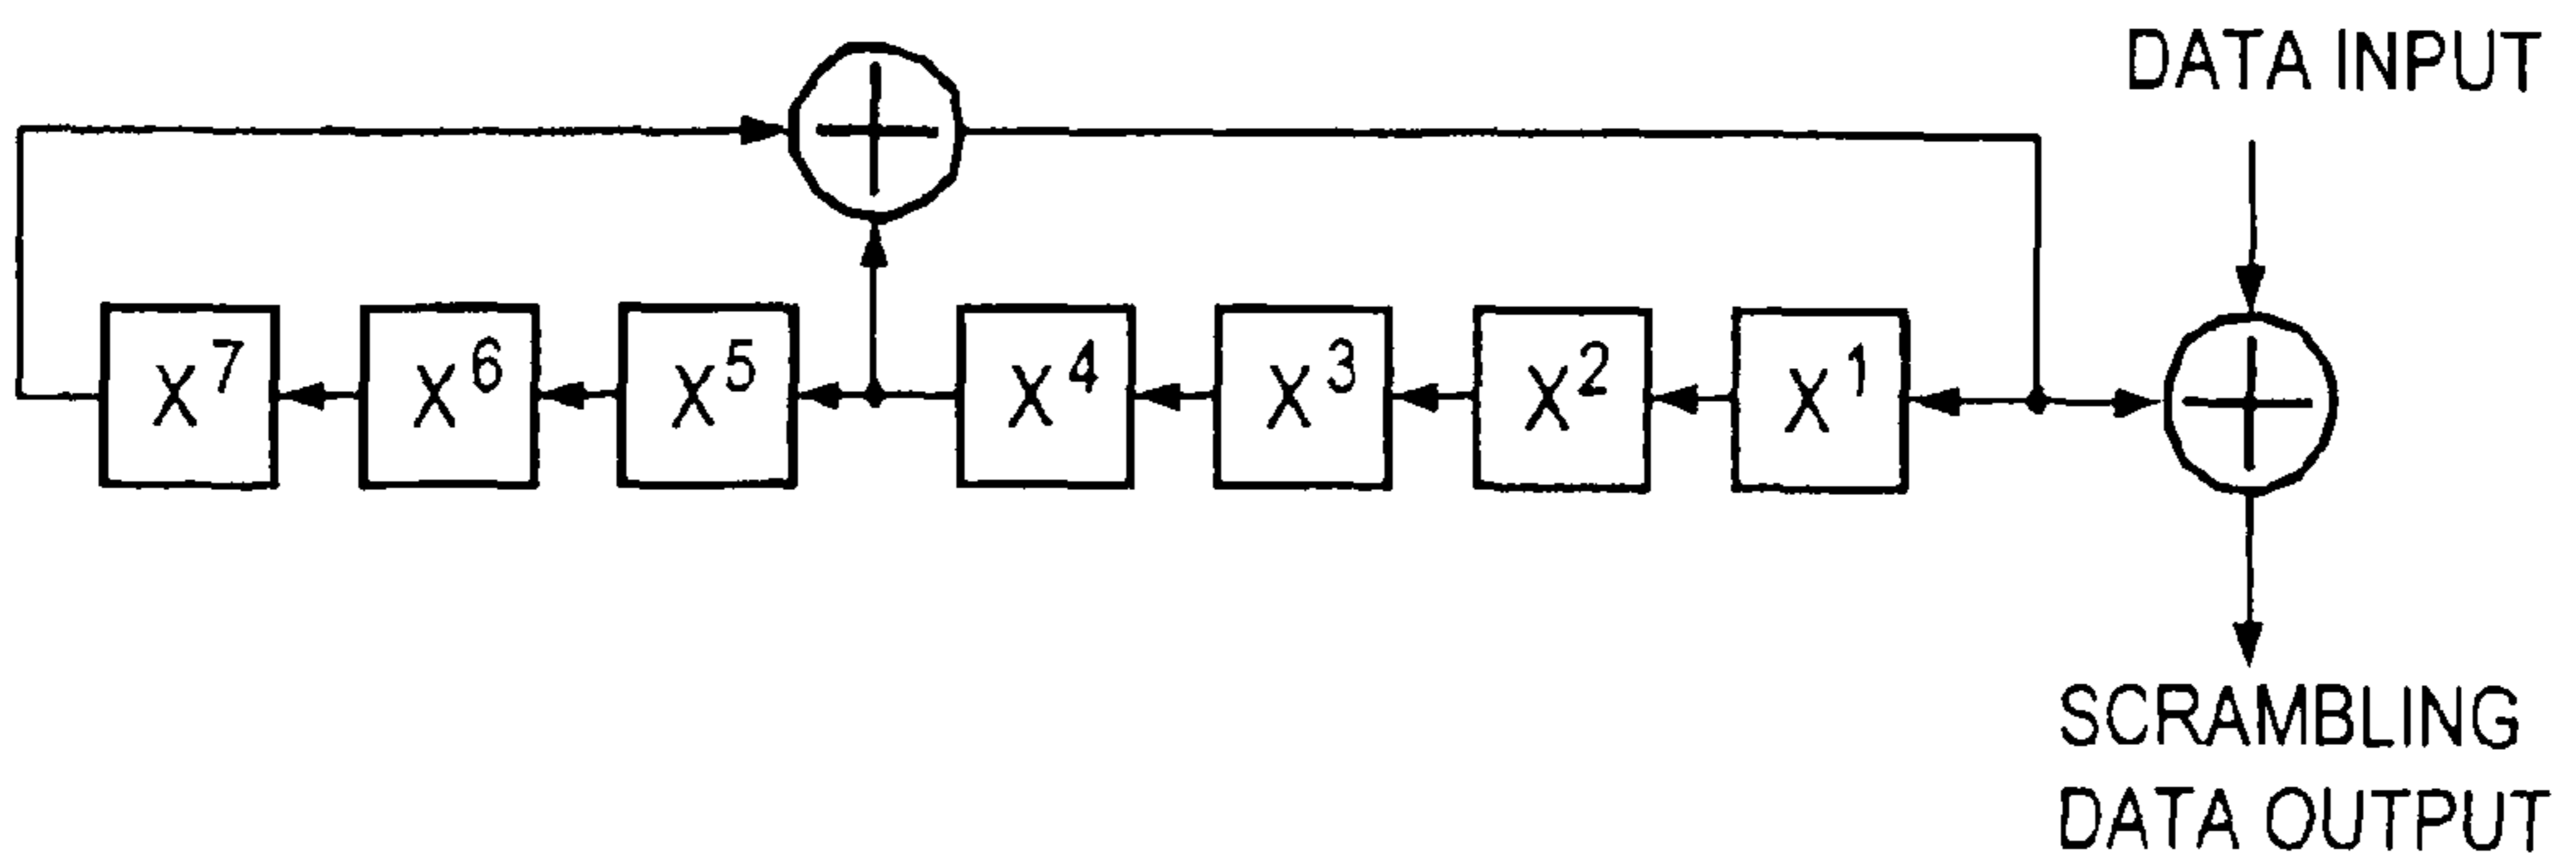 DATA INPUT
X⁷ X⁶ X⁵ X⁴ X³ X² X¹
SCRAMBLING
DATA OUTPUT